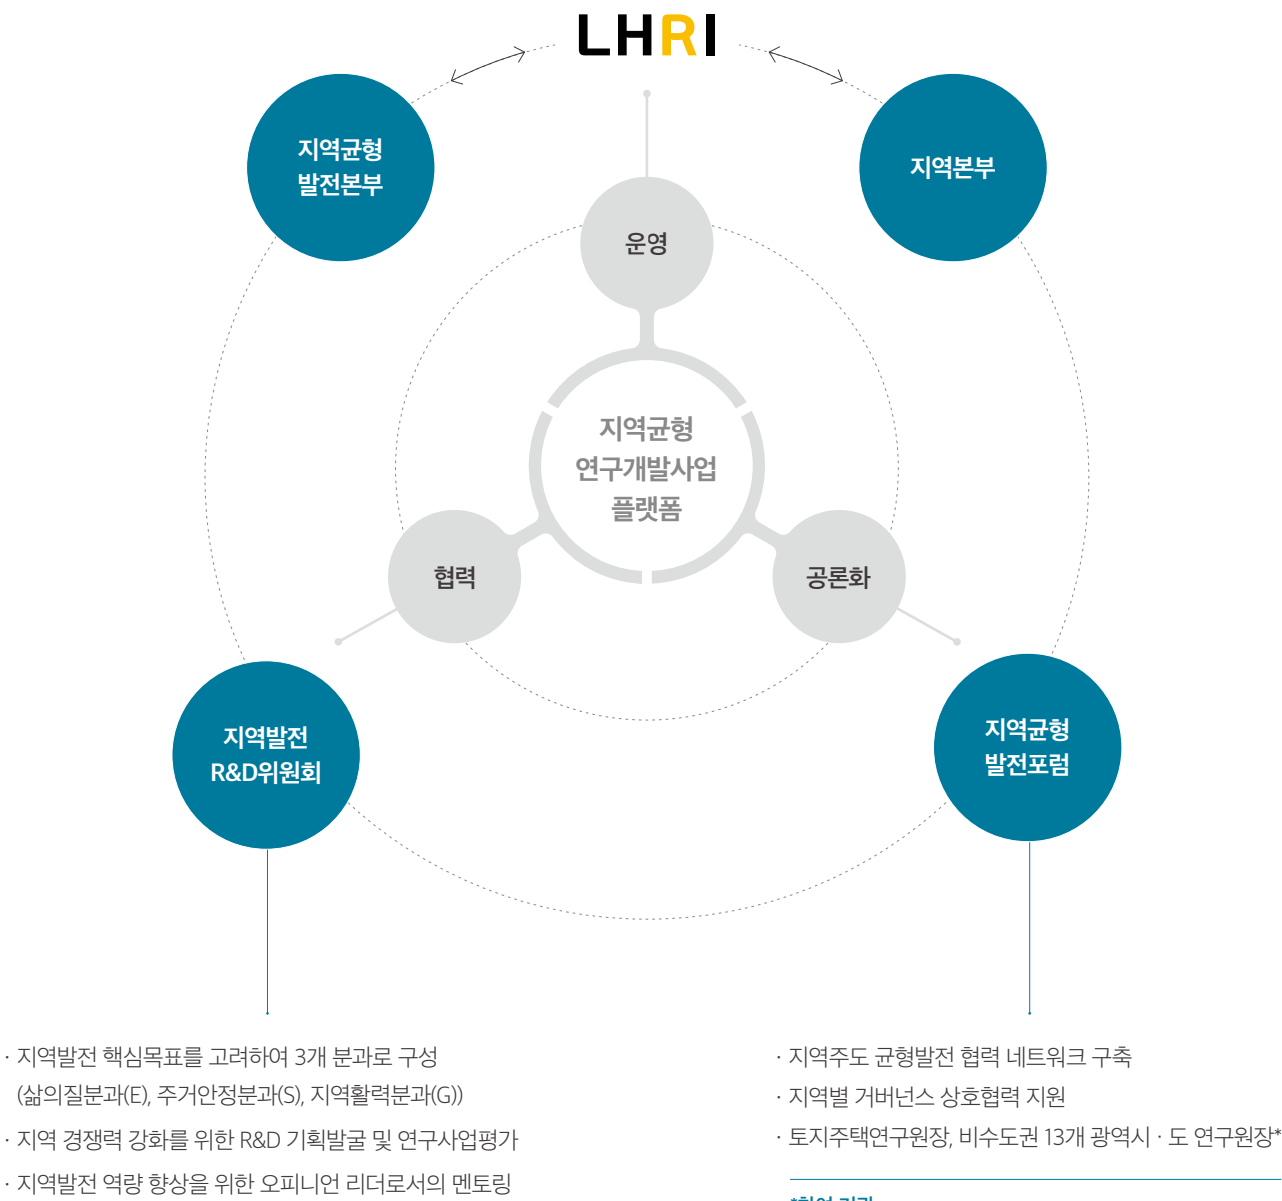 LHRI
지역균형
발전본부
지역본부
운영
지역균형
연구개발사업
플랫폼
협력
공론화
지역발전
R&D위원회
지역균형
발전포럼
· 지역발전 핵심목표를 고려하여 3개 분과로 구성
(삶의질분과(E), 주거안정분과(S), 지역활력분과(G))
· 지역 경쟁력 강화를 위한 R&D 기획발굴 및 연구사업평가
· 지역발전 역량 향상을 위한 오피니언 리더로서의 멘토링
· 지역주도 균형발전 협력 네트워크 구축
· 지역별 거버넌스 상호협력 지원
· 토지주택연구원장, 비수도권 13개 광역시 · 도 연구원장*